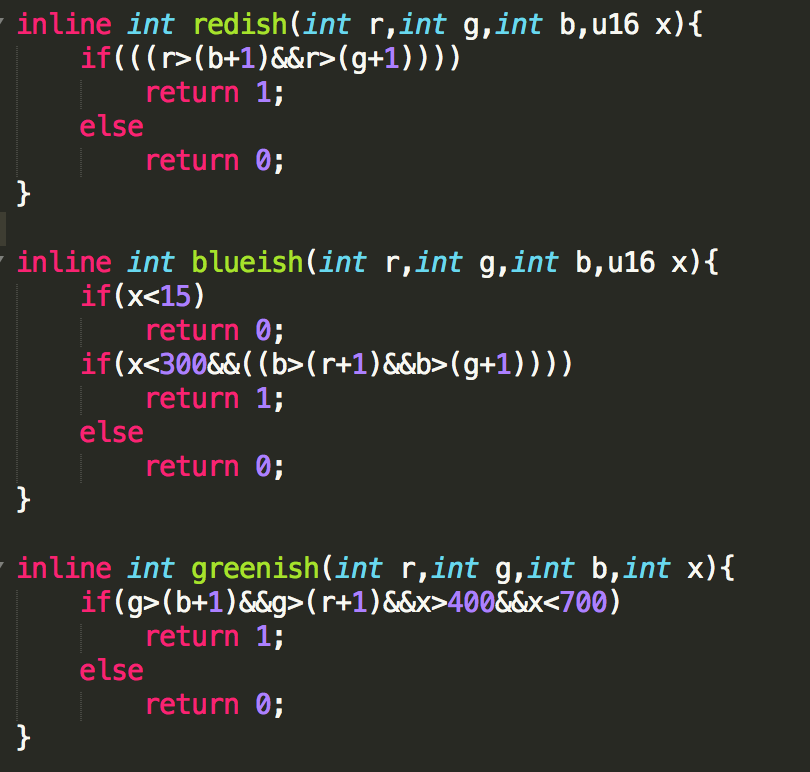 inline int redish(int r,int g,int b,u16 x){
    if(((r>(b+1)&&r>(g+1))))
        return 1;
    else
        return 0;
}
inline int blueish(int r,int g,int b,u16 x){
    if(x<15)
        return 0;
    if(x<300&&((b>(r+1)&&b>(g+1))))
        return 1;
    else
        return 0;
}
inline int greenish(int r,int g,int b,int x){
    if(g>(b+1)&&g>(r+1)&&x>400&&x<700)
        return 1;
    else
        return 0;
}